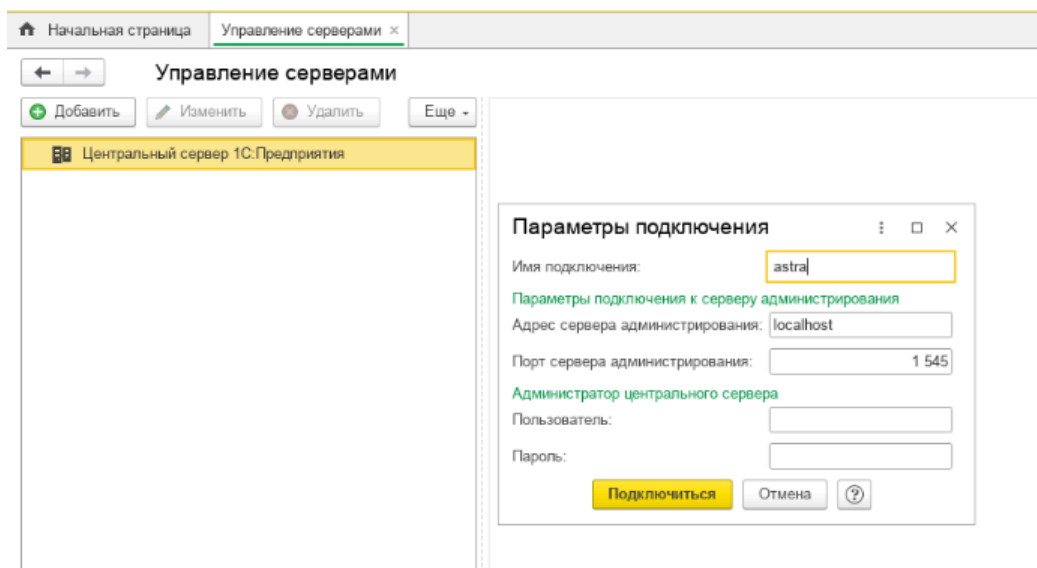 Начальная страница Управление серверами ×
Управление серверами
Добавить Изменить Удалить Еще
Центральный сервер 1С:Предприятия
Параметры подключения
Имя подключения: astra
Параметры подключения к серверу администрирования
Адрес сервера администрирования: localhost
Порт сервера администрирования: 1 545
Администратор центрального сервера
Пользователь:
Пароль:
Подключиться Отмена ?